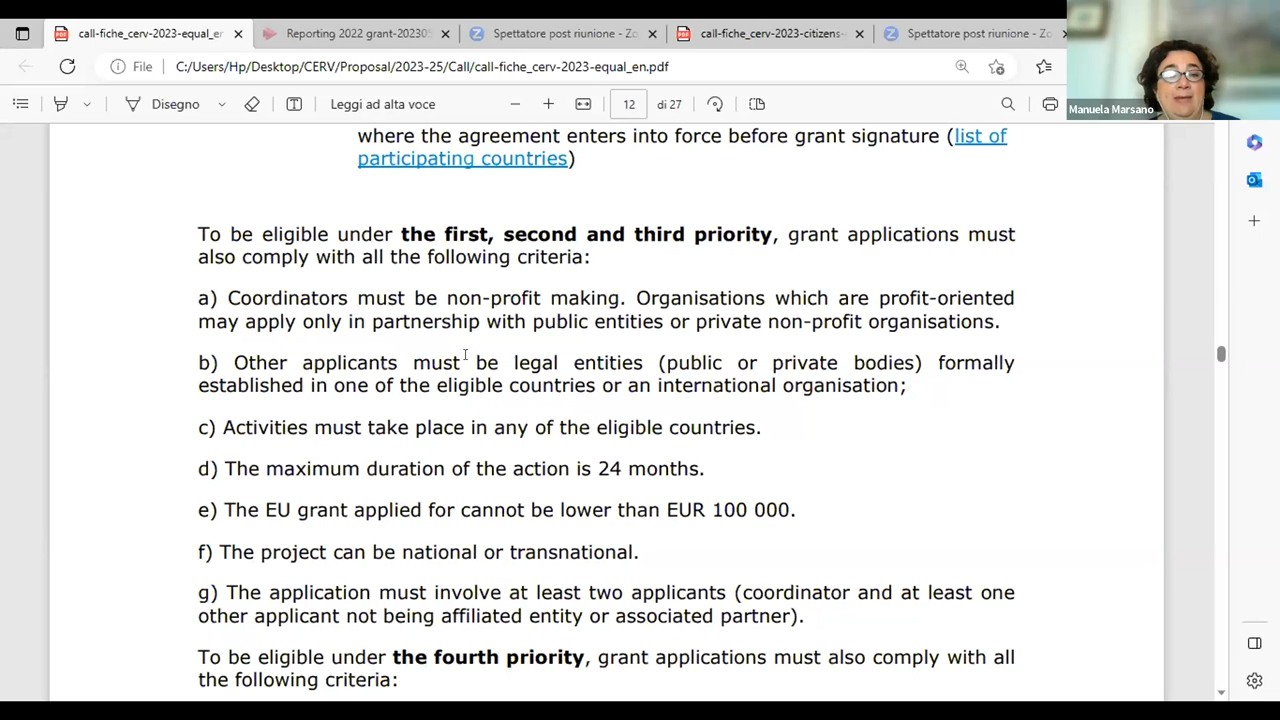 call-fiche_cerv-2023-equal_en
Reporting 2022 grant-202305
Spettatore post riunione - Zo
call-fiche_cerv-2023-citizens-
Spettatore post riunione - Zo
File
C:/Users/Hp/Desktop/CERV/Proposal/2023-25/Call/call-fiche_cerv-2023-equal_en.pdf
Disegno
Leggi ad alta voce
12
di 27
Manuela Marsano
where the agreement enters into force before grant signature (list of
participating countries)
To be eligible under the first, second and third priority, grant applications must
also comply with all the following criteria:
a) Coordinators must be non-profit making. Organisations which are profit-oriented
may apply only in partnership with public entities or private non-profit organisations.
b) Other applicants must be legal entities (public or private bodies) formally
established in one of the eligible countries or an international organisation;
c) Activities must take place in any of the eligible countries.
d) The maximum duration of the action is 24 months.
e) The EU grant applied for cannot be lower than EUR 100 000.
f) The project can be national or transnational.
g) The application must involve at least two applicants (coordinator and at least one
other applicant not being affiliated entity or associated partner).
To be eligible under the fourth priority, grant applications must also comply with all
the following criteria: